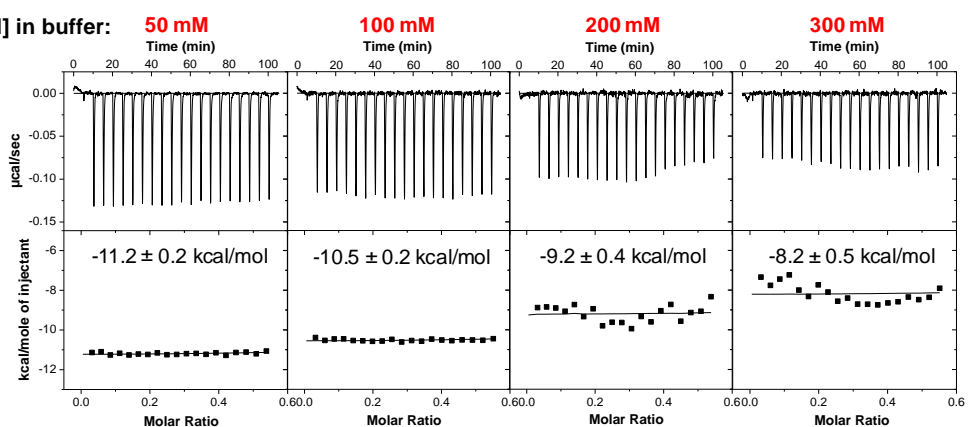 l] in buffer: 50 mM 100 mM 200 mM 300 mM
Time (min) Time (min) Time (min) Time (min)
0 20 40 60 80 100 0 20 40 60 80 100 0 20 40 60 80 100 0 20 40 60 80 100
0.00
-0.05
-0.10
-0.15
µcal/sec
-6
-8
-10
-12
kcal/mole of injectant
-11.2 ± 0.2 kcal/mol -10.5 ± 0.2 kcal/mol -9.2 ± 0.4 kcal/mol -8.2 ± 0.5 kcal/mol
0.0 0.2 0.4 0.60.0 0.2 0.4 0.60.0 0.2 0.4 0.60.0 0.2 0.4 0.6
Molar Ratio Molar Ratio Molar Ratio Molar Ratio